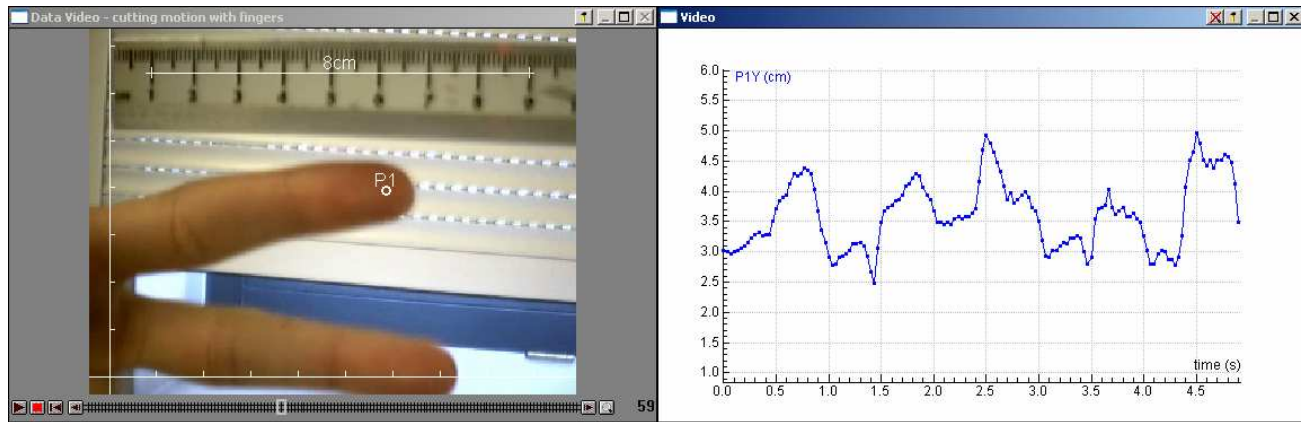 Data Video - cutting motion with fingers
8cm
P1
59
Video
P1Y (cm)
6.0
5.5
5.0
4.5
4.0
3.5
3.0
2.5
2.0
1.5
1.0
time (s)
0.0 0.5 1.0 1.5 2.0 2.5 3.0 3.5 4.0 4.5